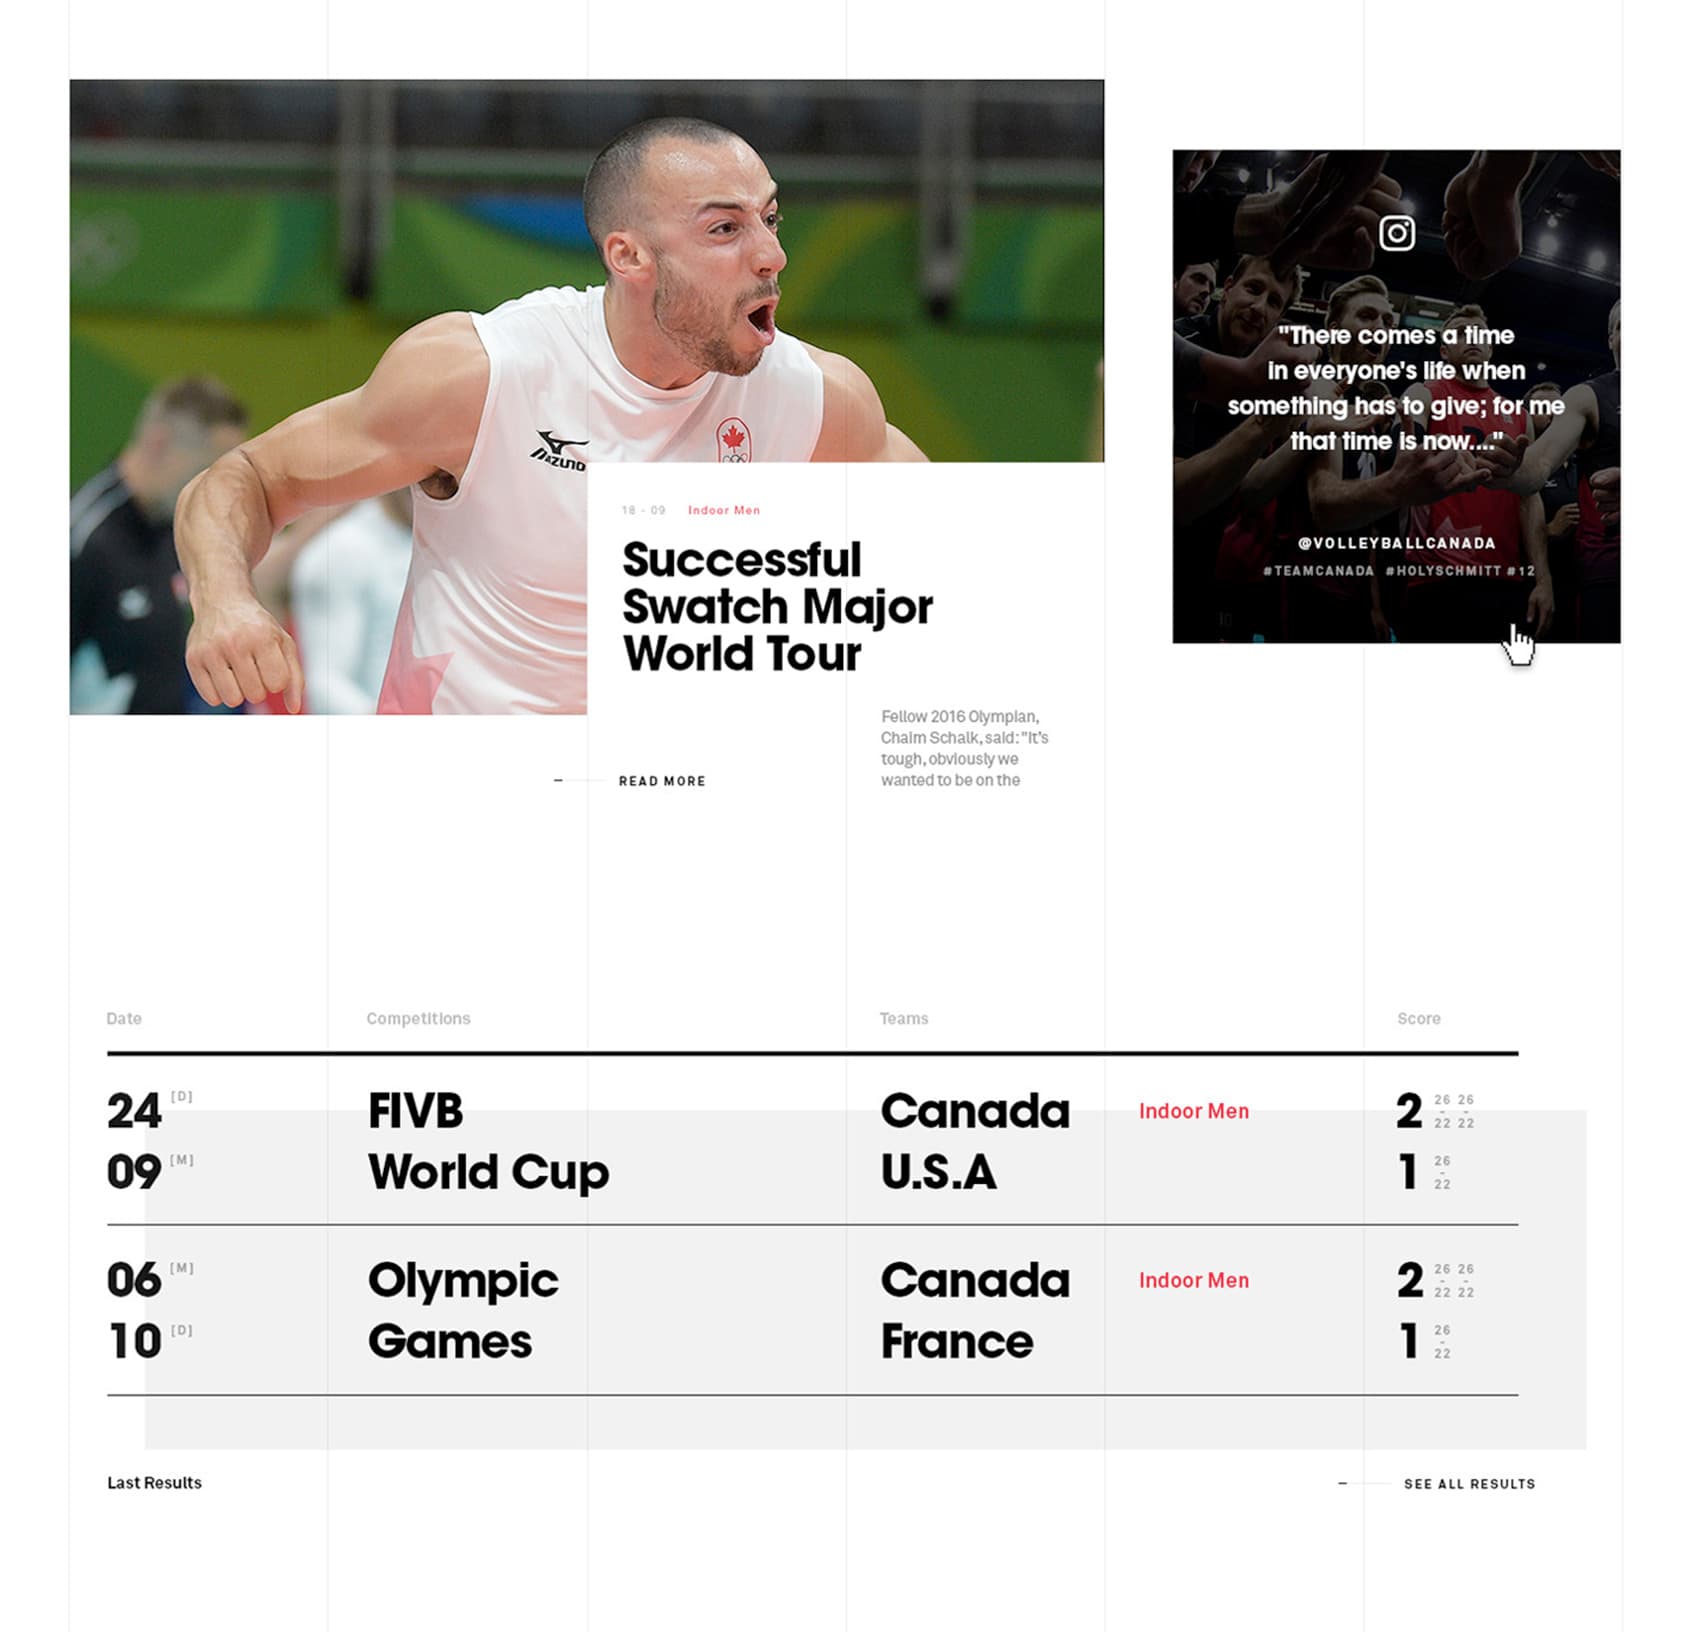 MIZUNO
18 - 09 Indoor Men
Successful
Swatch Major
World Tour
Fellow 2016 Olympian,
Chaim Schalk, said: "It's
tough, obviously we
wanted to be on the
READ MORE
"There comes a time
in everyone's life when
something has to give; for me
that time is now...."
@VOLLEYBALLCANADA
#TEAMCANADA #HOLYSCHMITT #12
Date Competitions Teams Score
24 [D] FIVB Canada Indoor Men 2 26 - 22 26 - 22
09 [M] World Cup U.S.A 1 26 - 22
06 [M] Olympic Canada Indoor Men 2 26 - 22 26 - 22
10 [D] Games France 1 26 - 22
Last Results SEE ALL RESULTS